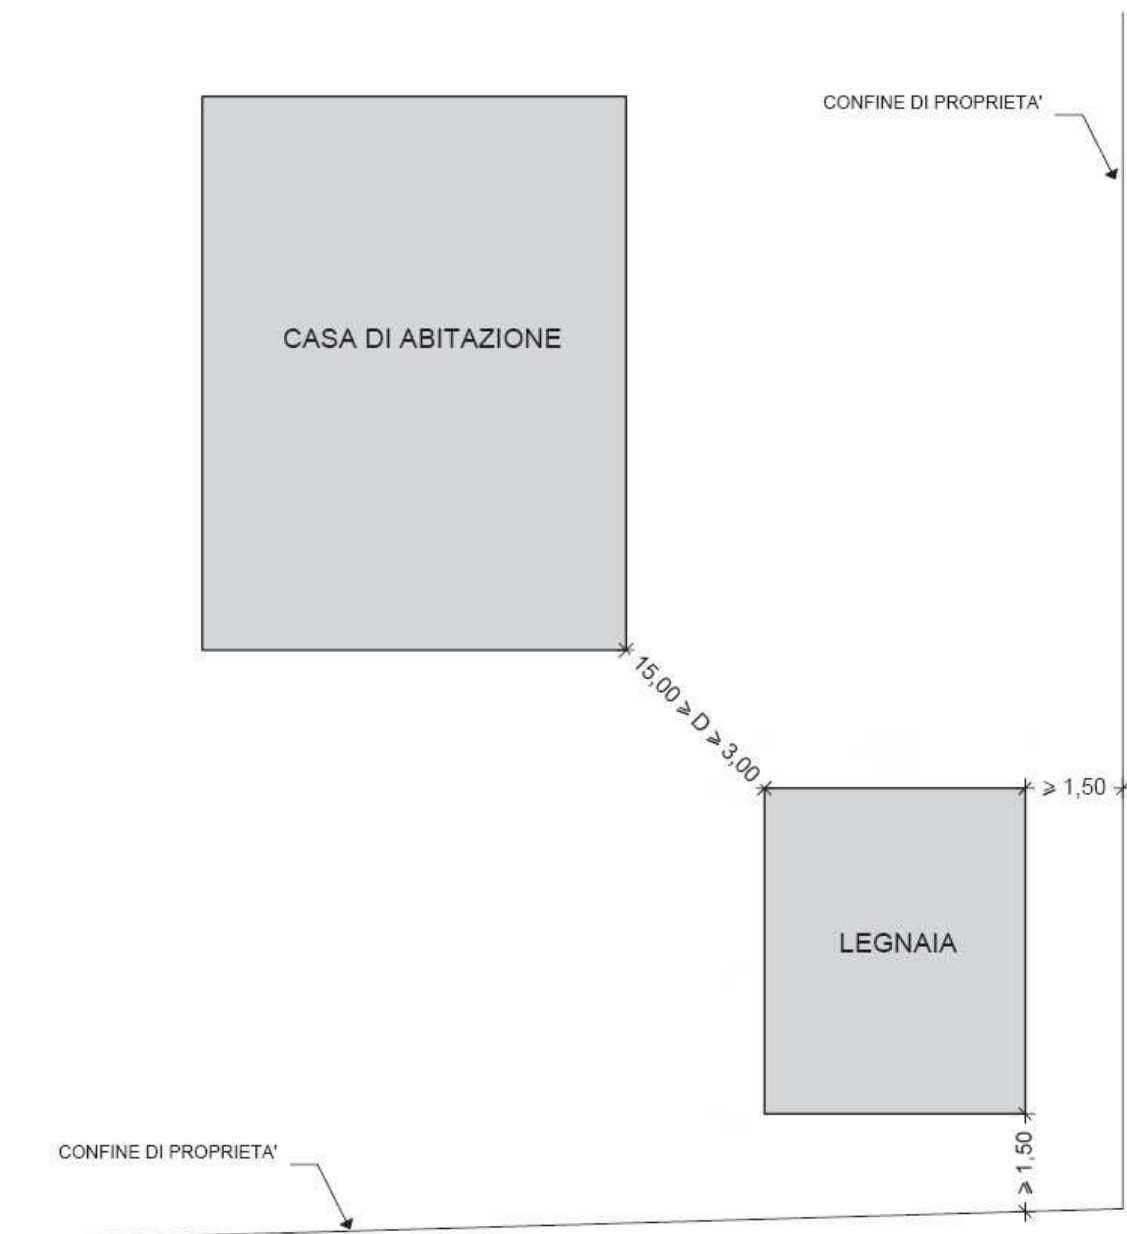 CONFINE DI PROPRIETA'
CASA DI ABITAZIONE
15,00 ⩾ D ⩾ 3,00
⩾ 1,50
LEGNAIA
⩾ 1,50
CONFINE DI PROPRIETA'